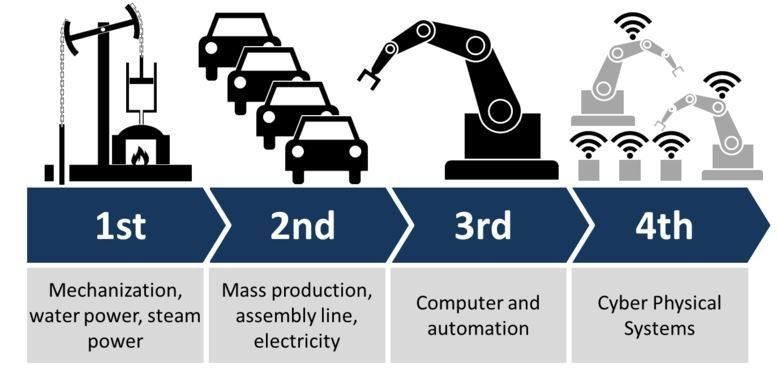 1st
2nd
3rd
4th
Mechanization,
water power, steam
power
Mass production,
assembly line,
electricity
Computer and
automation
Cyber Physical
Systems